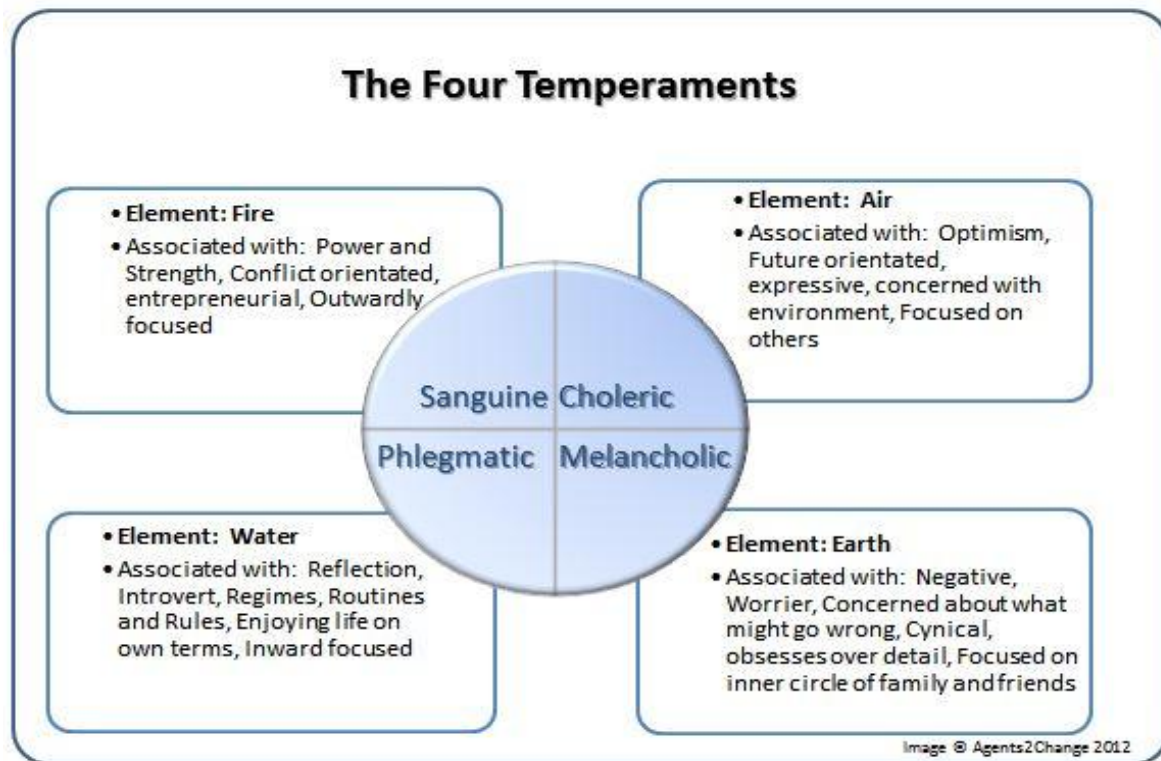 The Four Temperaments
• Element: Fire
• Associated with: Power and
Strength, Conflict orientated,
entrepreneurial, Outwardly
focused
• Element: Air
• Associated with: Optimism,
Future orientated,
expressive, concerned with
environment, Focused on
others
Sanguine Choleric
Phlegmatic Melancholic
• Element: Water
• Associated with: Reflection,
Introvert, Regimes, Routines
and Rules, Enjoying life on
own terms, Inward focused
• Element: Earth
• Associated with: Negative,
Worrier, Concerned about what
might go wrong, Cynical,
obsesses over detail, Focused on
inner circle of family and friends
Image © Agents2Change 2012